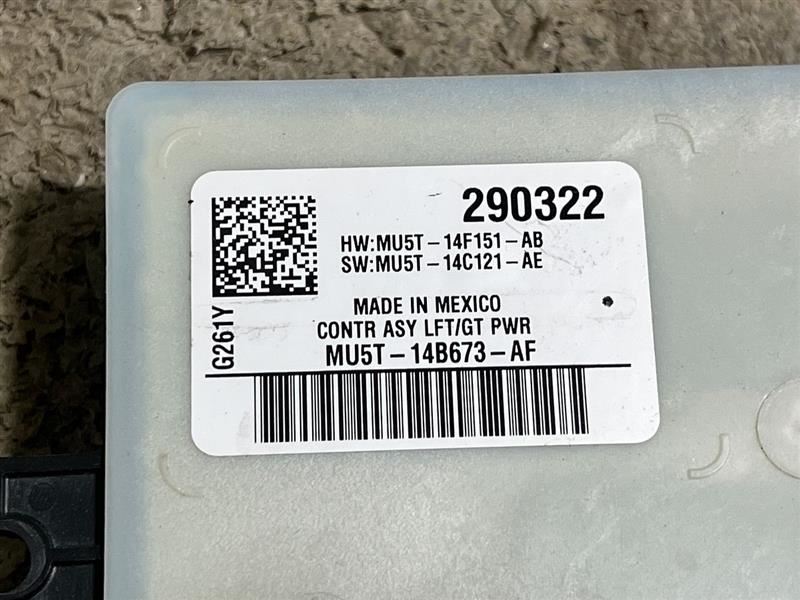 290322
HW:MU5T-14F151-AB
SW:MU5T-14C121-AE
G261Y
MADE IN MEXICO
CONTR ASY LFT/GT PWR
MU5T-14B673-AF